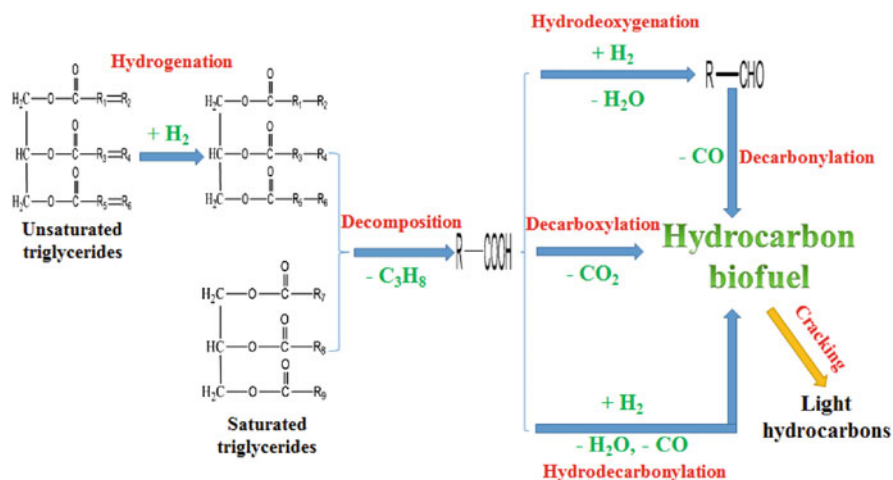 Hydrogenation
Hydrodeoxygenation
+ H₂
- H₂O
R—CHO
- CO
Decarbonylation
O
H₂C—O—C—R₁=R₂
O
HC—O—C—R₃=R₄
O
H₂C—O—C—R₅=R₆
Unsaturated
triglycerides
+ H₂
O
H₂C—O—C—R₁—R₂
O
HC—O—C—R₃—R₄
O
H₂C—O—C—R₅—R₆
Decomposition
- C₃H₈
R—COOH
Decarboxylation
- CO₂
Hydrocarbon
biofuel
O
H₂C—O—C—R₇
O
HC—O—C—R₈
O
H₂C—O—C—R₉
Saturated
triglycerides
+ H₂
- H₂O, - CO
Hydrodecarbonylation
Cracking
Light
hydrocarbons